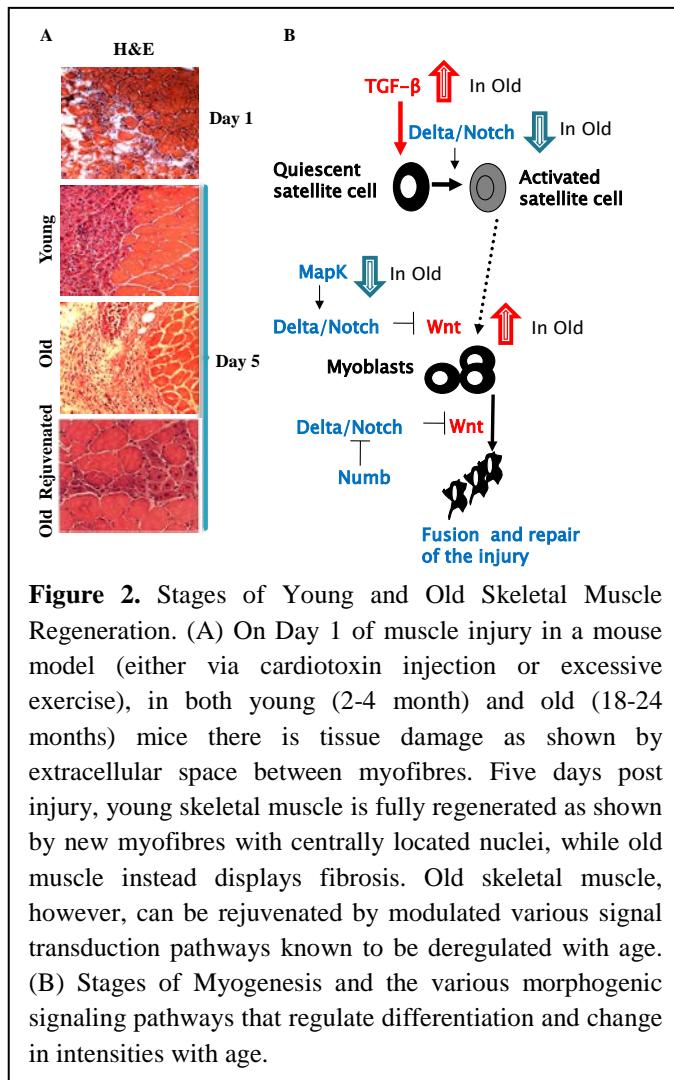 A
H&E
Day 1
Young
Old
Old Rejuvenated
Day 5
B
TGF-β
In Old
Delta/Notch
In Old
Quiescent
satellite cell
Activated
satellite cell
MapK
In Old
Delta/Notch
Wnt
In Old
Myoblasts
Delta/Notch
Wnt
Numb
Fusion and repair
of the injury
Figure 2. Stages of Young and Old Skeletal Muscle
Regeneration. (A) On Day 1 of muscle injury in a mouse
model (either via cardiotoxin injection or excessive
exercise), in both young (2-4 month) and old (18-24
months) mice there is tissue damage as shown by
extracellular space between myofibres. Five days post
injury, young skeletal muscle is fully regenerated as shown
by new myofibres with centrally located nuclei, while old
muscle instead displays fibrosis. Old skeletal muscle,
however, can be rejuvenated by modulated various signal
transduction pathways known to be deregulated with age.
(B) Stages of Myogenesis and the various morphogenic
signaling pathways that regulate differentiation and change
in intensities with age.